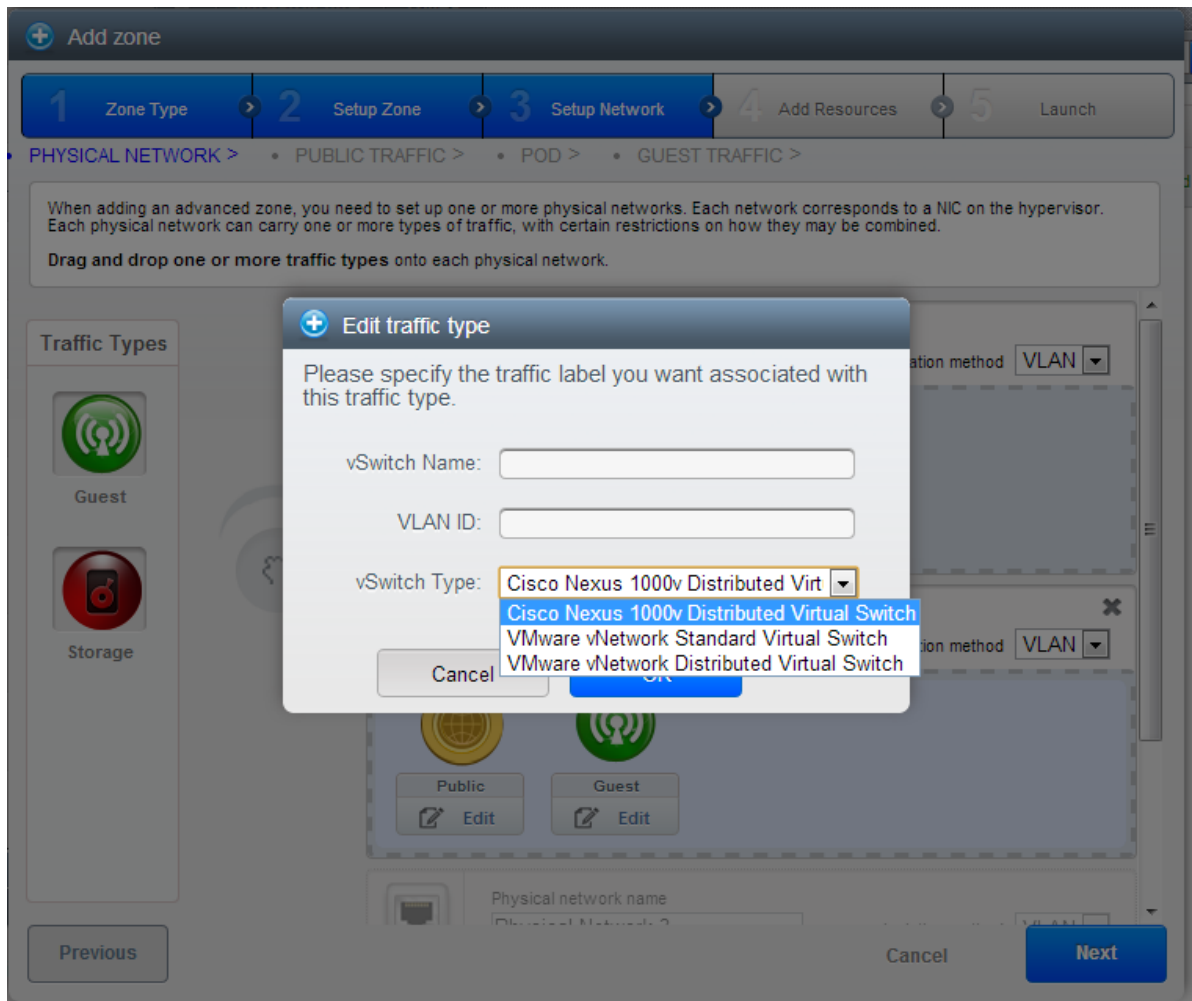 Add zone
1 Zone Type 2 Setup Zone 3 Setup Network 4 Add Resources 5 Launch
• PHYSICAL NETWORK > • PUBLIC TRAFFIC > • POD > • GUEST TRAFFIC >
When adding an advanced zone, you need to set up one or more physical networks. Each network corresponds to a NIC on the hypervisor.
Each physical network can carry one or more types of traffic, with certain restrictions on how they may be combined.
Drag and drop one or more traffic types onto each physical network.
Traffic Types
Guest
Storage
ation method VLAN
Edit traffic type
Please specify the traffic label you want associated with
this traffic type.
vSwitch Name:
VLAN ID:
vSwitch Type: Cisco Nexus 1000v Distributed Virt
Cisco Nexus 1000v Distributed Virtual Switch
VMware vNetwork Standard Virtual Switch
VMware vNetwork Distributed Virtual Switch
Cancel OK
tion method VLAN
Public Guest
Edit Edit
Physical network name
Physical Network 3
VLAN
Previous Cancel Next